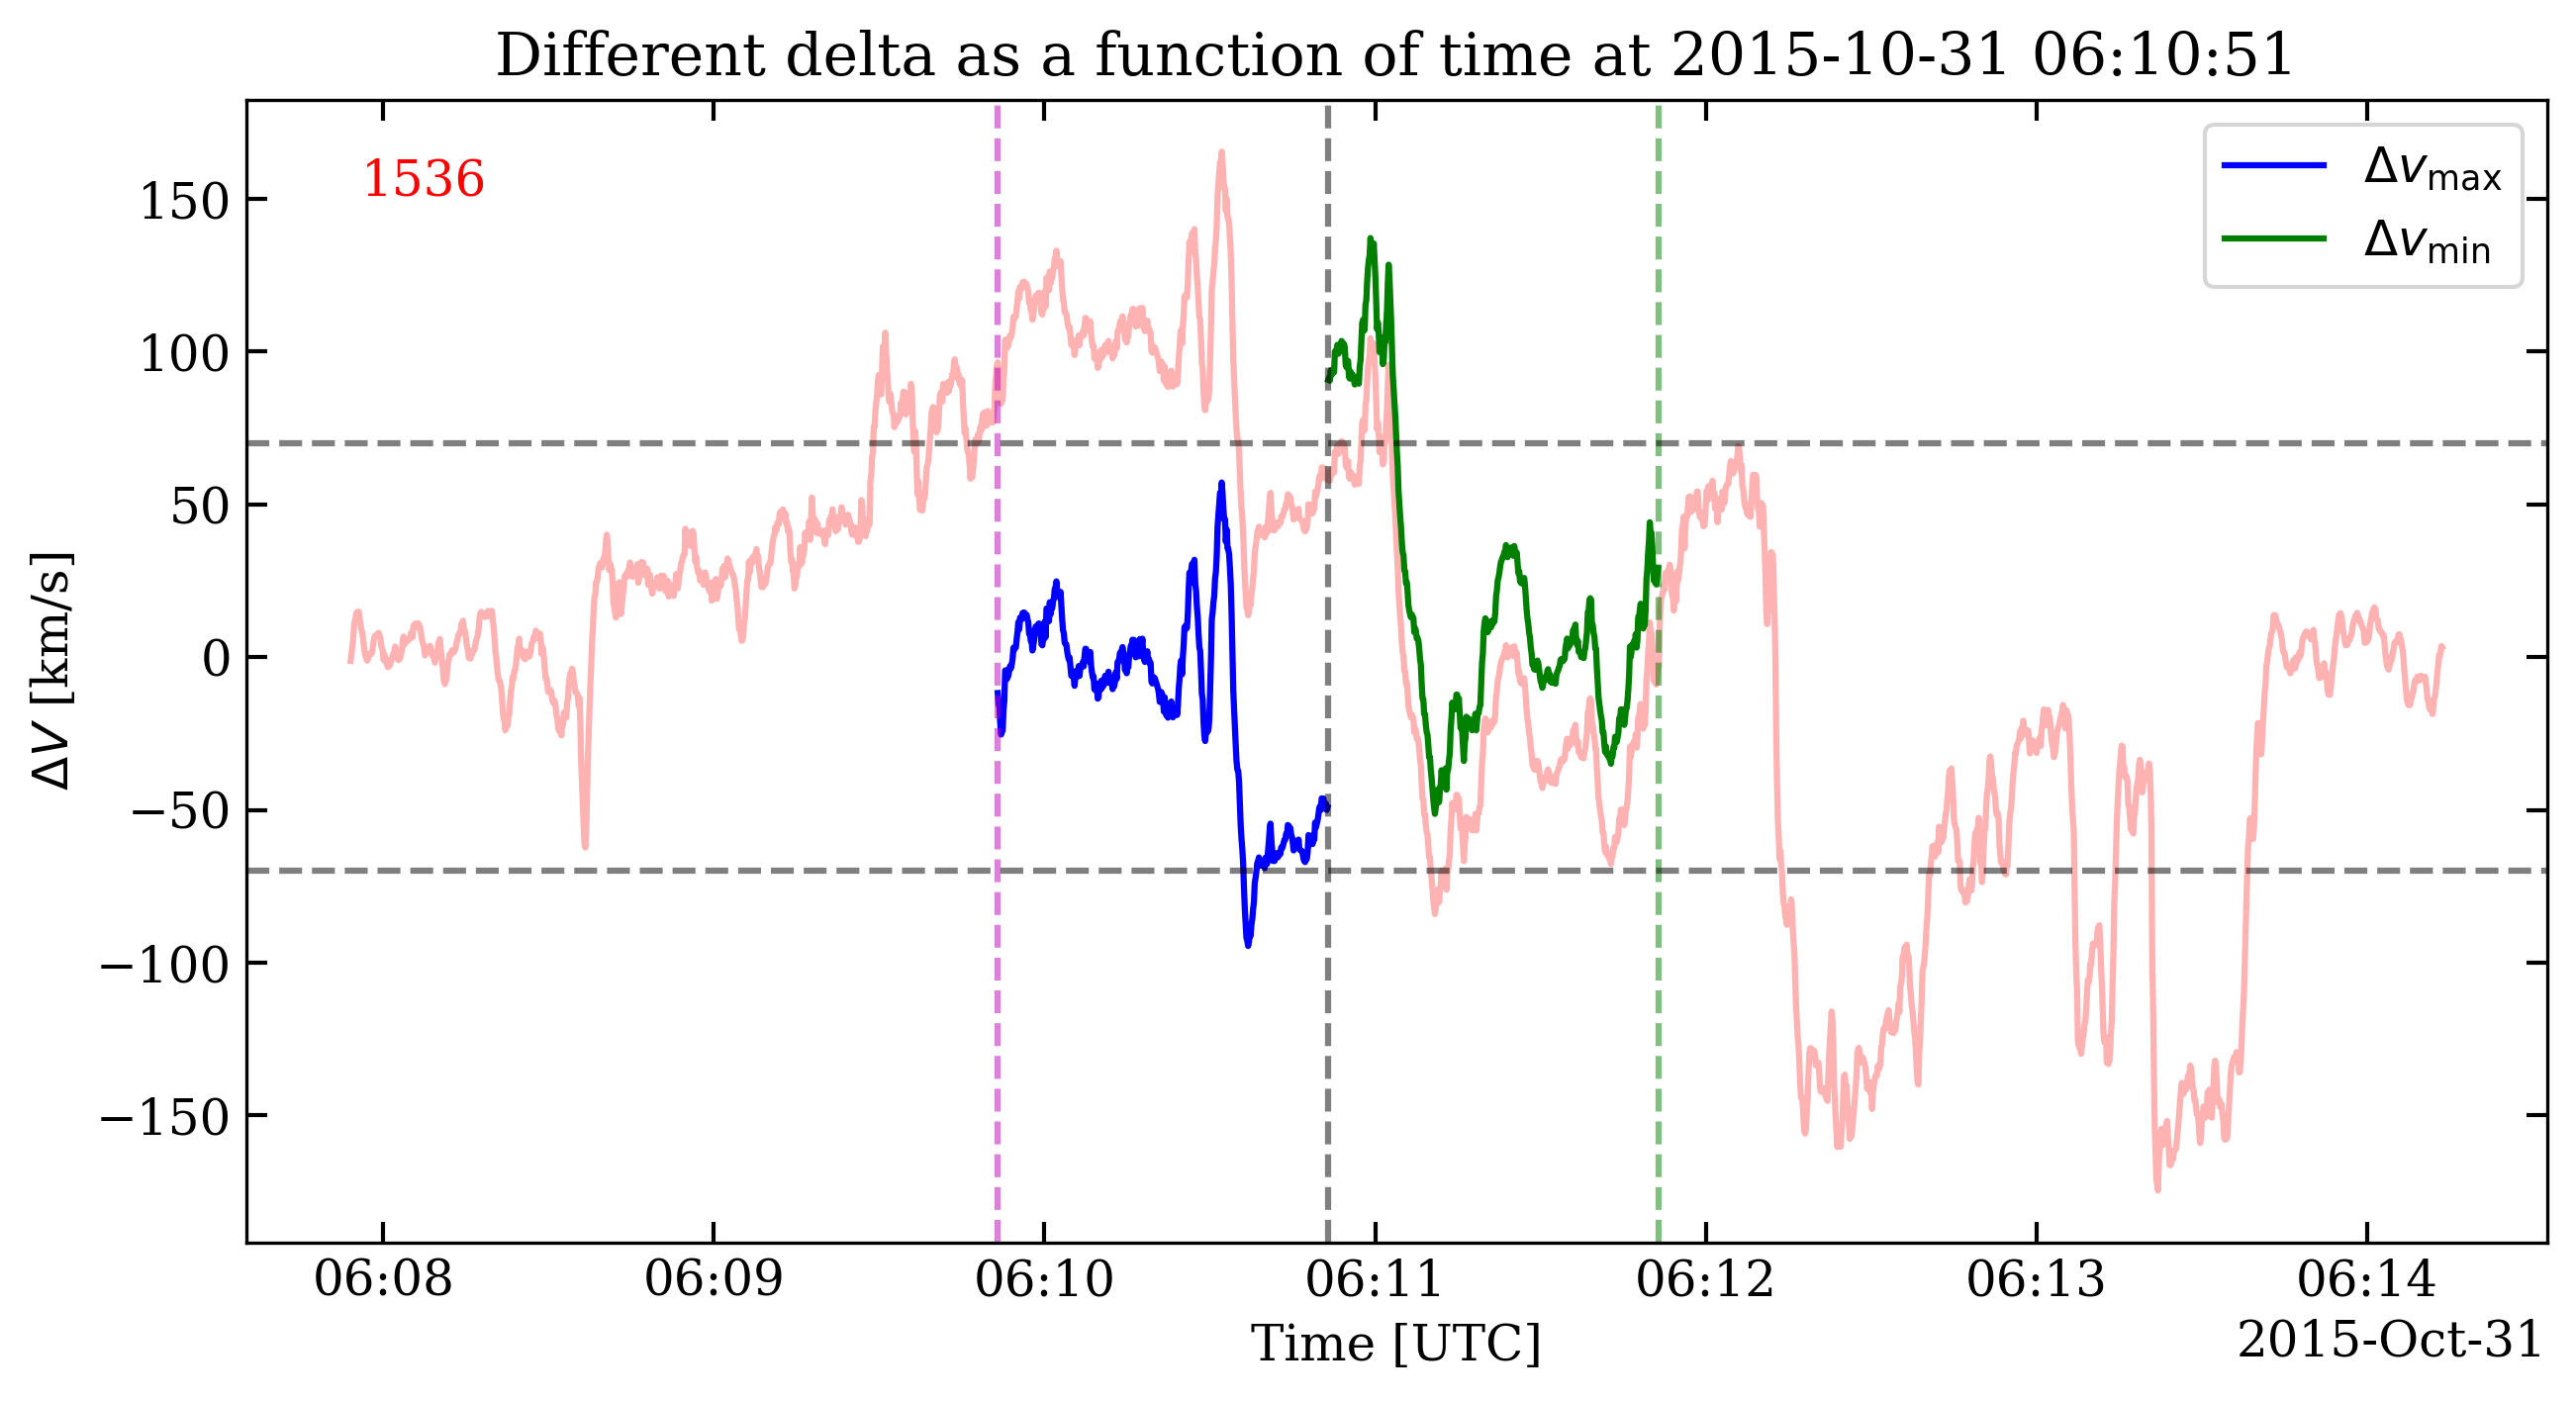 Different delta as a function of time at 2015-10-31 06:10:51
1536
Δv_max
Δv_min
150
100
50
0
−50
−100
−150
ΔV [km/s]
06:08 06:09 06:10 06:11 06:12 06:13 06:14
Time [UTC]
2015-Oct-31